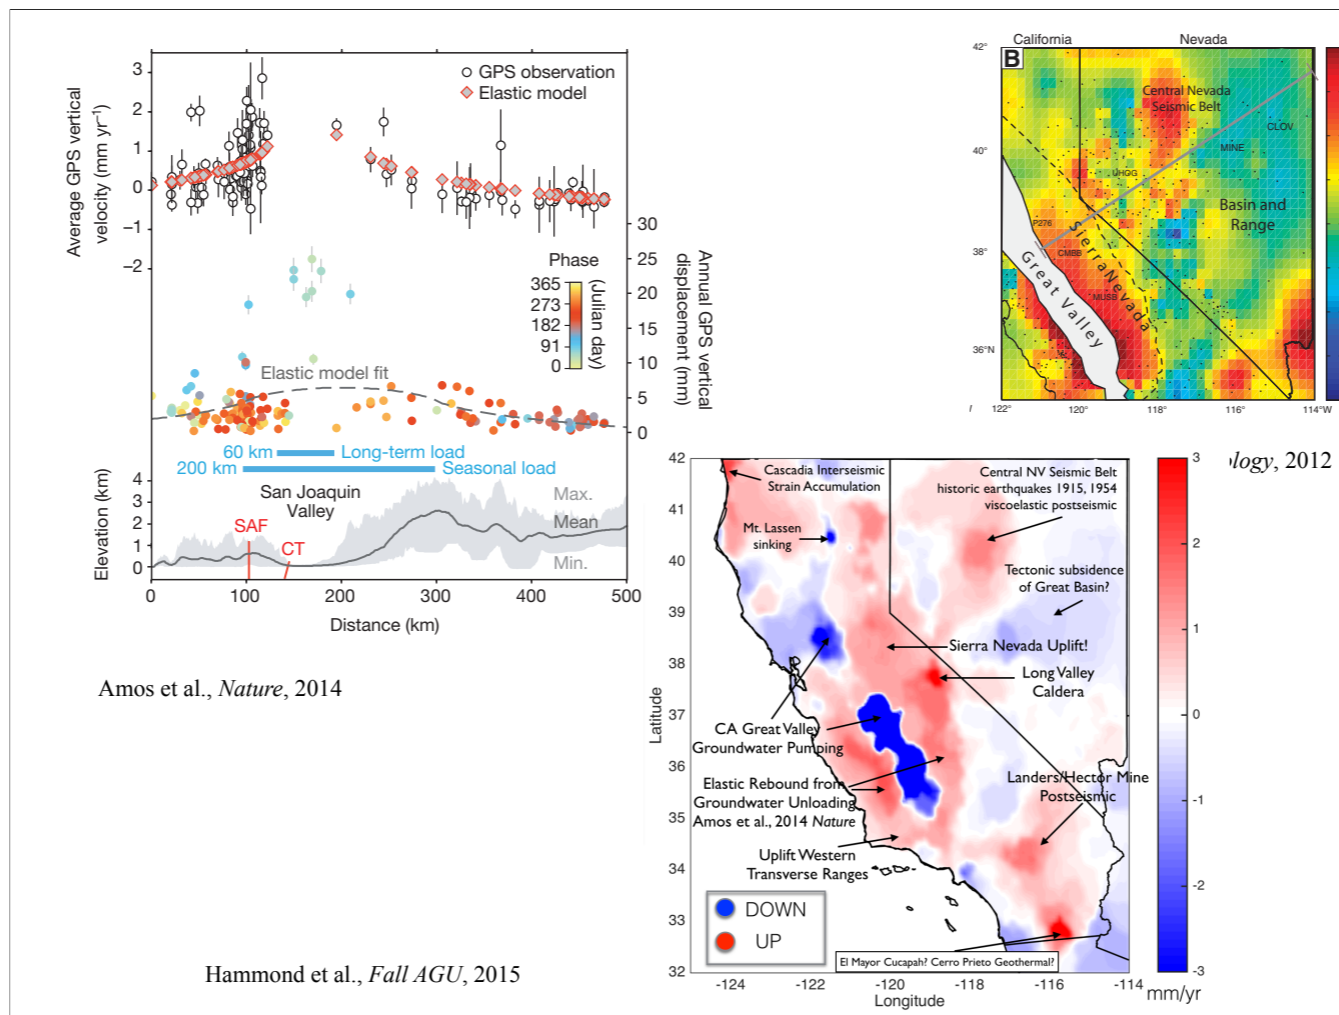 3
2
1
0
−1
−2
Average GPS vertical
velocity (mm yr⁻¹)
GPS observation
Elastic model
30
25
20
15
10
5
0
Annual GPS vertical
displacement (mm)
Phase
365
273
182
91
0
(Julian day)
Elastic model fit
60 km
Long-term load
200 km
Seasonal load
Elevation (km)
4
3
2
1
0
San Joaquin
Valley
SAF
CT
Max.
Mean
Min.
0
100
200
300
400
500
Distance (km)
Amos et al., Nature, 2014
California
Nevada
B
42°
40°
38°
36°N
122°
120°
118°
116°
114°W
Central Nevada
Seismic Belt
CLOV
MINE
UHOG
Basin and
Range
P276
CMBB
MUSB
Sierra Nevada
Great Valley
ology, 2012
42
41
40
39
38
37
36
35
34
33
32
Latitude
Cascadia Interseismic
Strain Accumulation
Central NV Seismic Belt
historic earthquakes 1915, 1954
viscoelastic postseismic
Mt. Lassen
sinking
Tectonic subsidence
of Great Basin?
Sierra Nevada Uplift!
Long Valley
Caldera
CA Great Valley
Groundwater Pumping
Elastic Rebound from
Groundwater Unloading
Amos et al., 2014 Nature
Landers/Hector Mine
Postseismic
Uplift Western
Transverse Ranges
DOWN
UP
El Mayor Cucapah? Cerro Prieto Geothermal?
-124
-122
-120
-118
-116
-114
Longitude
3
2
1
0
-1
-2
-3
mm/yr
Hammond et al., Fall AGU, 2015